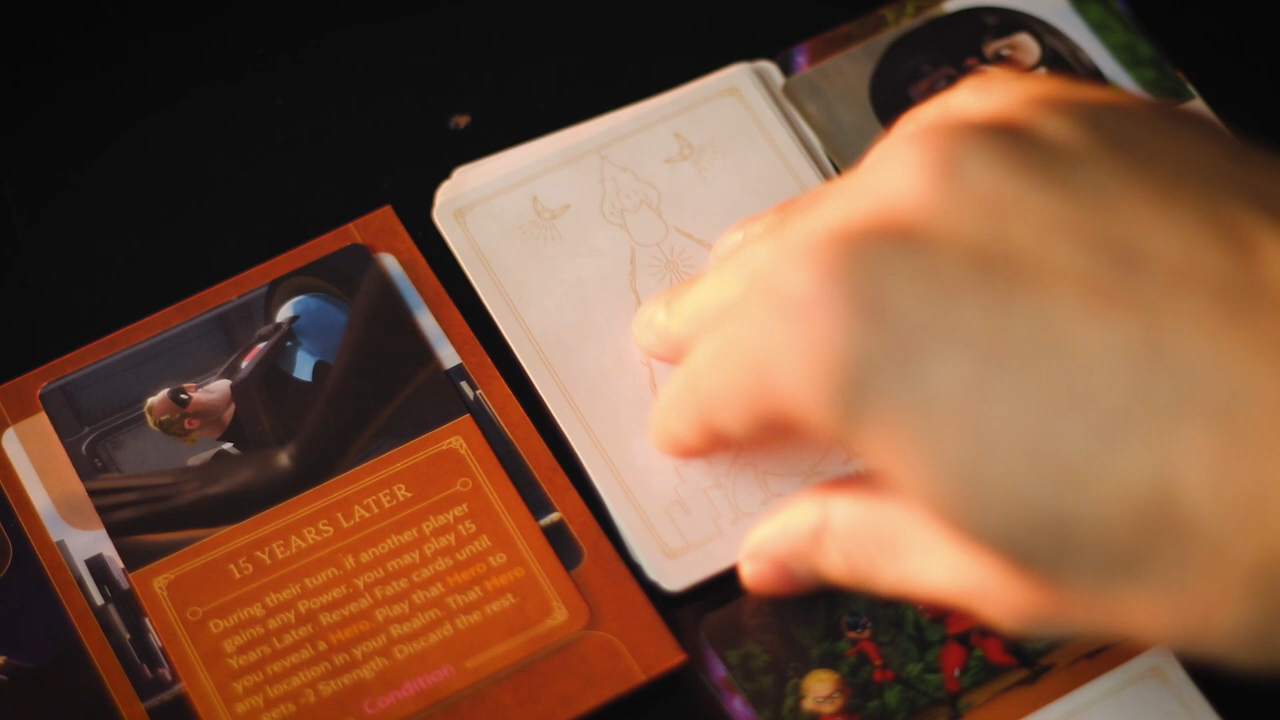 15 YEARS LATER
During their turn, if another player
gains any Power, you may play 15
Years Later. Reveal Fate cards until
you reveal a Hero. Play that Hero to
any location in your Realm. That Hero
gets -2 Strength. Discard the rest.
Condition